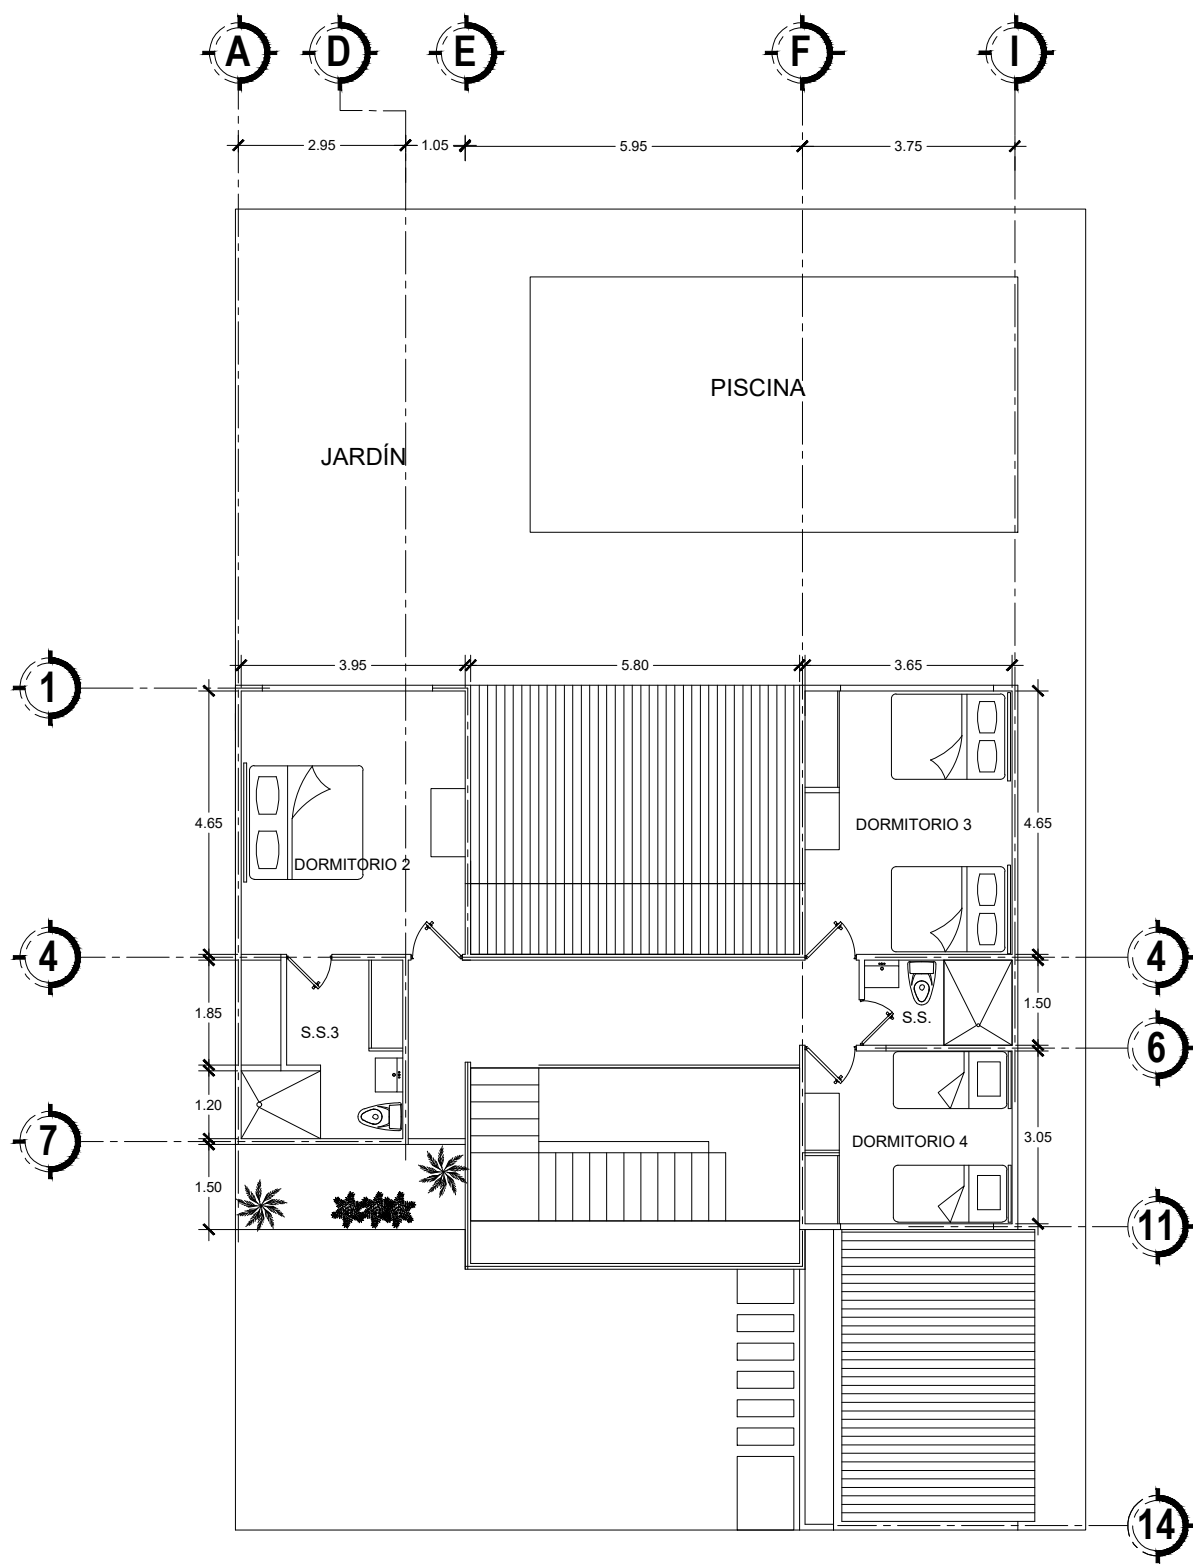 A D E F I
2.95 1.05 5.95 3.75
PISCINA
JARDÍN
3.95 5.80 3.65
1
4.65 4.65
DORMITORIO 3
DORMITORIO 2
4 4
1.85 1.50
S.S.3 S.S.
6
1.20
7 DORMITORIO 4 3.05
1.50
11
14